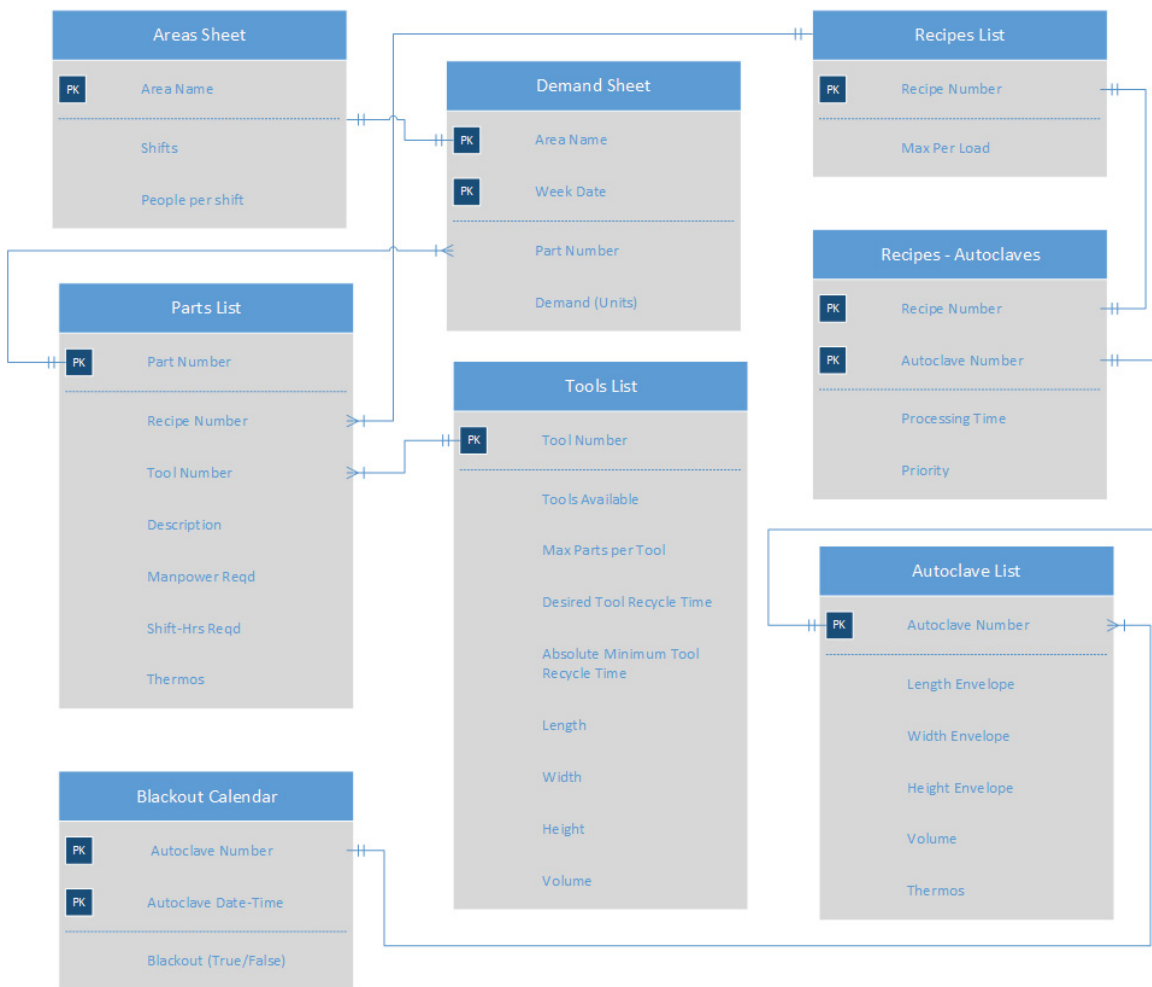 Areas Sheet
PK Area Name
Shifts
People per shift
Demand Sheet
PK Area Name
PK Week Date
Part Number
Demand (Units)
Recipes List
PK Recipe Number
Max Per Load
Recipes - Autoclaves
PK Recipe Number
PK Autoclave Number
Processing Time
Priority
Parts List
PK Part Number
Recipe Number
Tool Number
Description
Manpower Reqd
Shift-Hrs Reqd
Thermos
Tools List
PK Tool Number
Tools Available
Max Parts per Tool
Desired Tool Recycle Time
Absolute Minimum Tool
Recycle Time
Length
Width
Height
Volume
Autoclave List
PK Autoclave Number
Length Envelope
Width Envelope
Height Envelope
Volume
Thermos
Blackout Calendar
PK Autoclave Number
PK Autoclave Date-Time
Blackout (True/False)